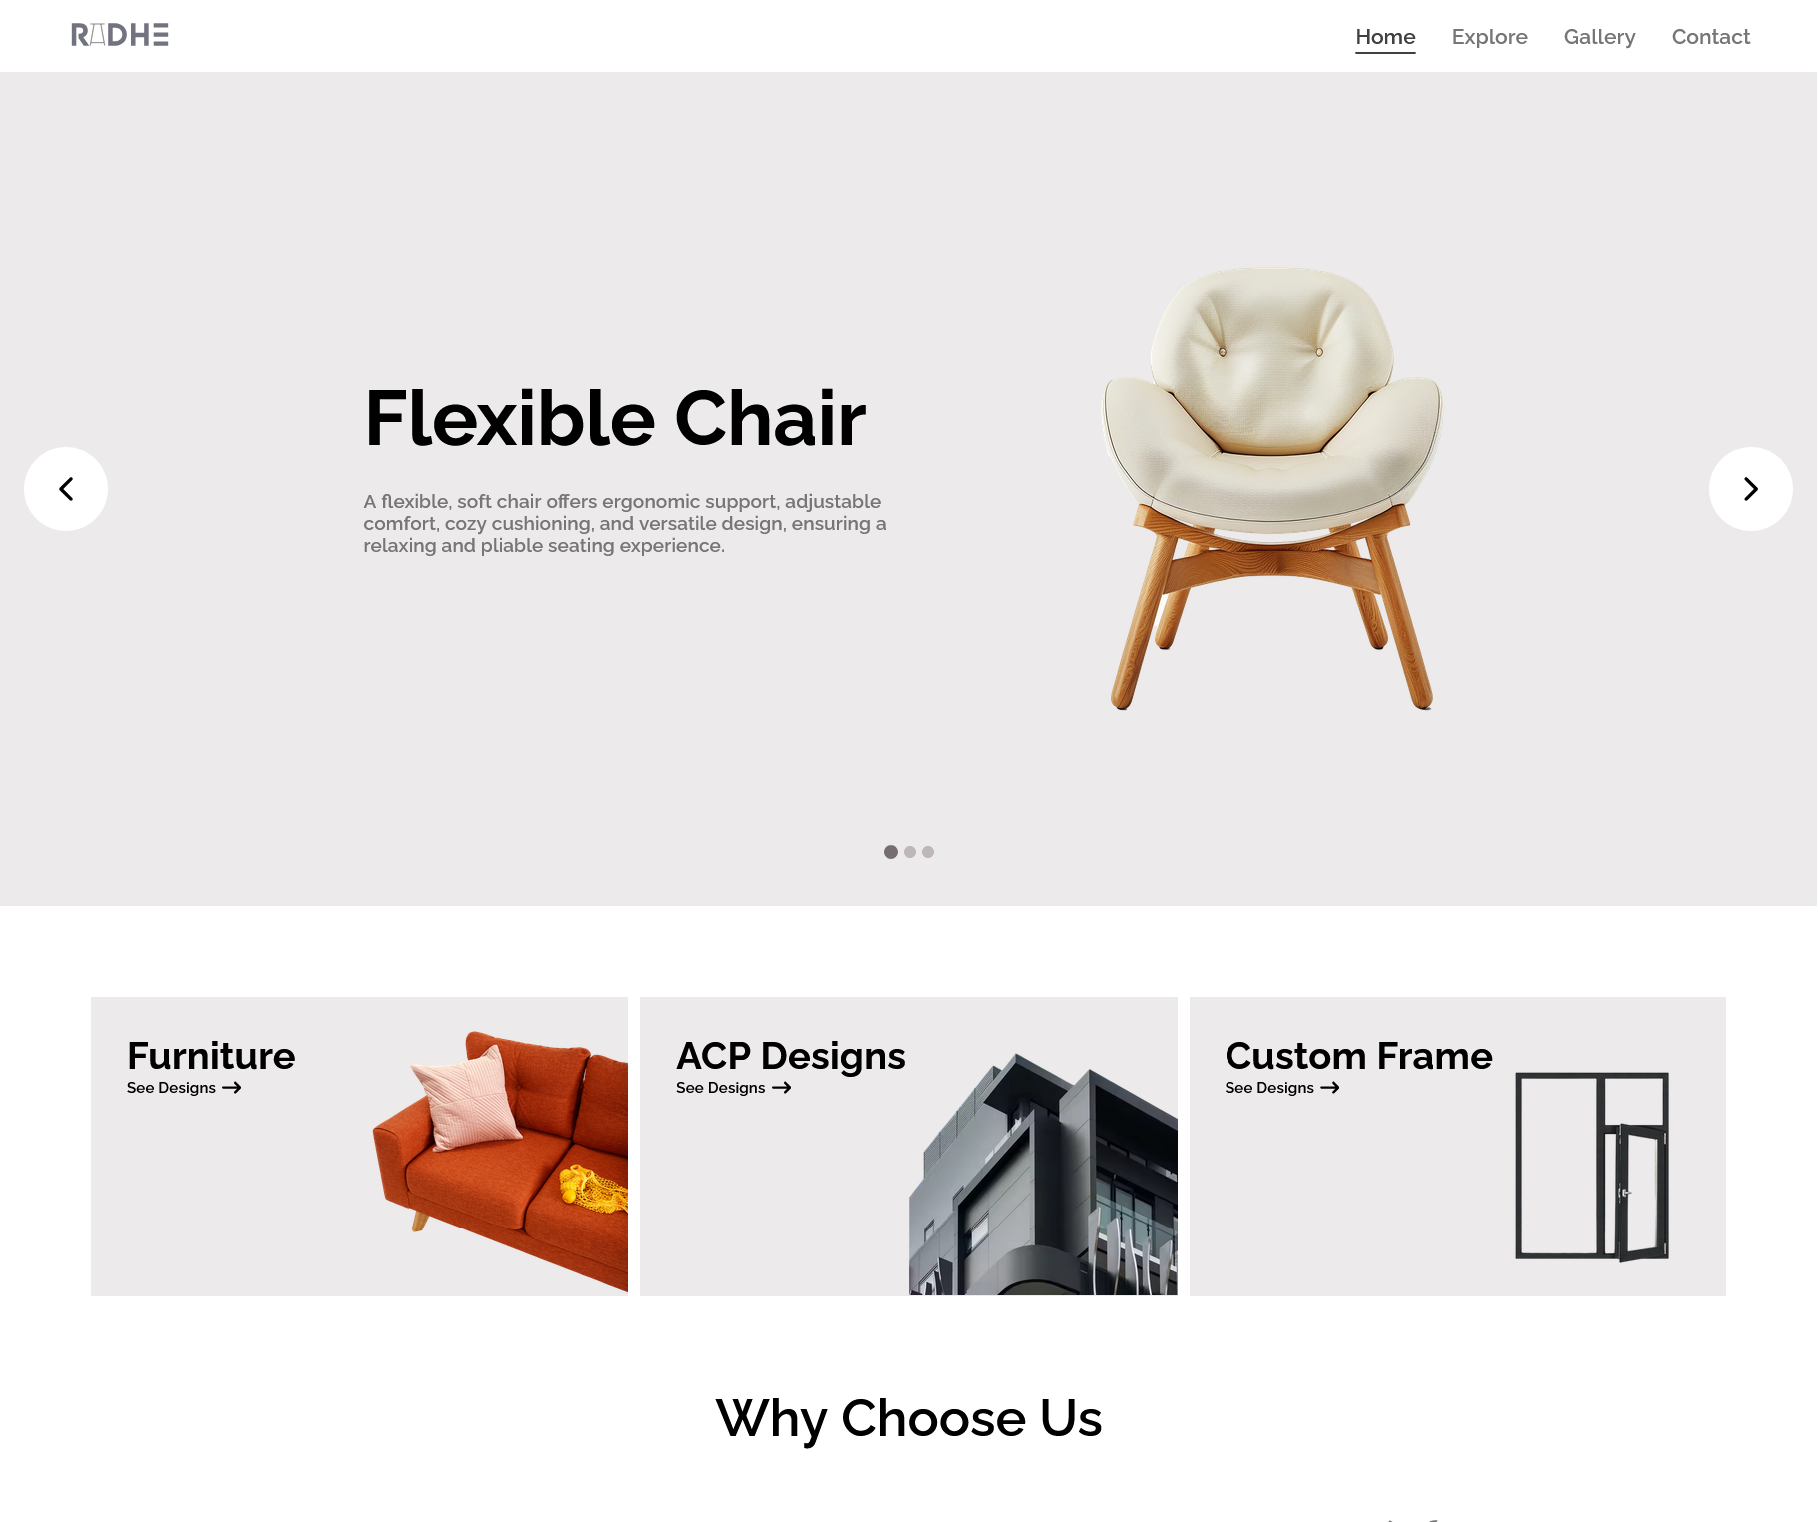 RADHE
Home
Explore
Gallery
Contact
Flexible Chair
A flexible, soft chair offers ergonomic support, adjustable
comfort, cozy cushioning, and versatile design, ensuring a
relaxing and pliable seating experience.
Furniture
See Designs
ACP Designs
See Designs
Custom Frame
See Designs
Why Choose Us